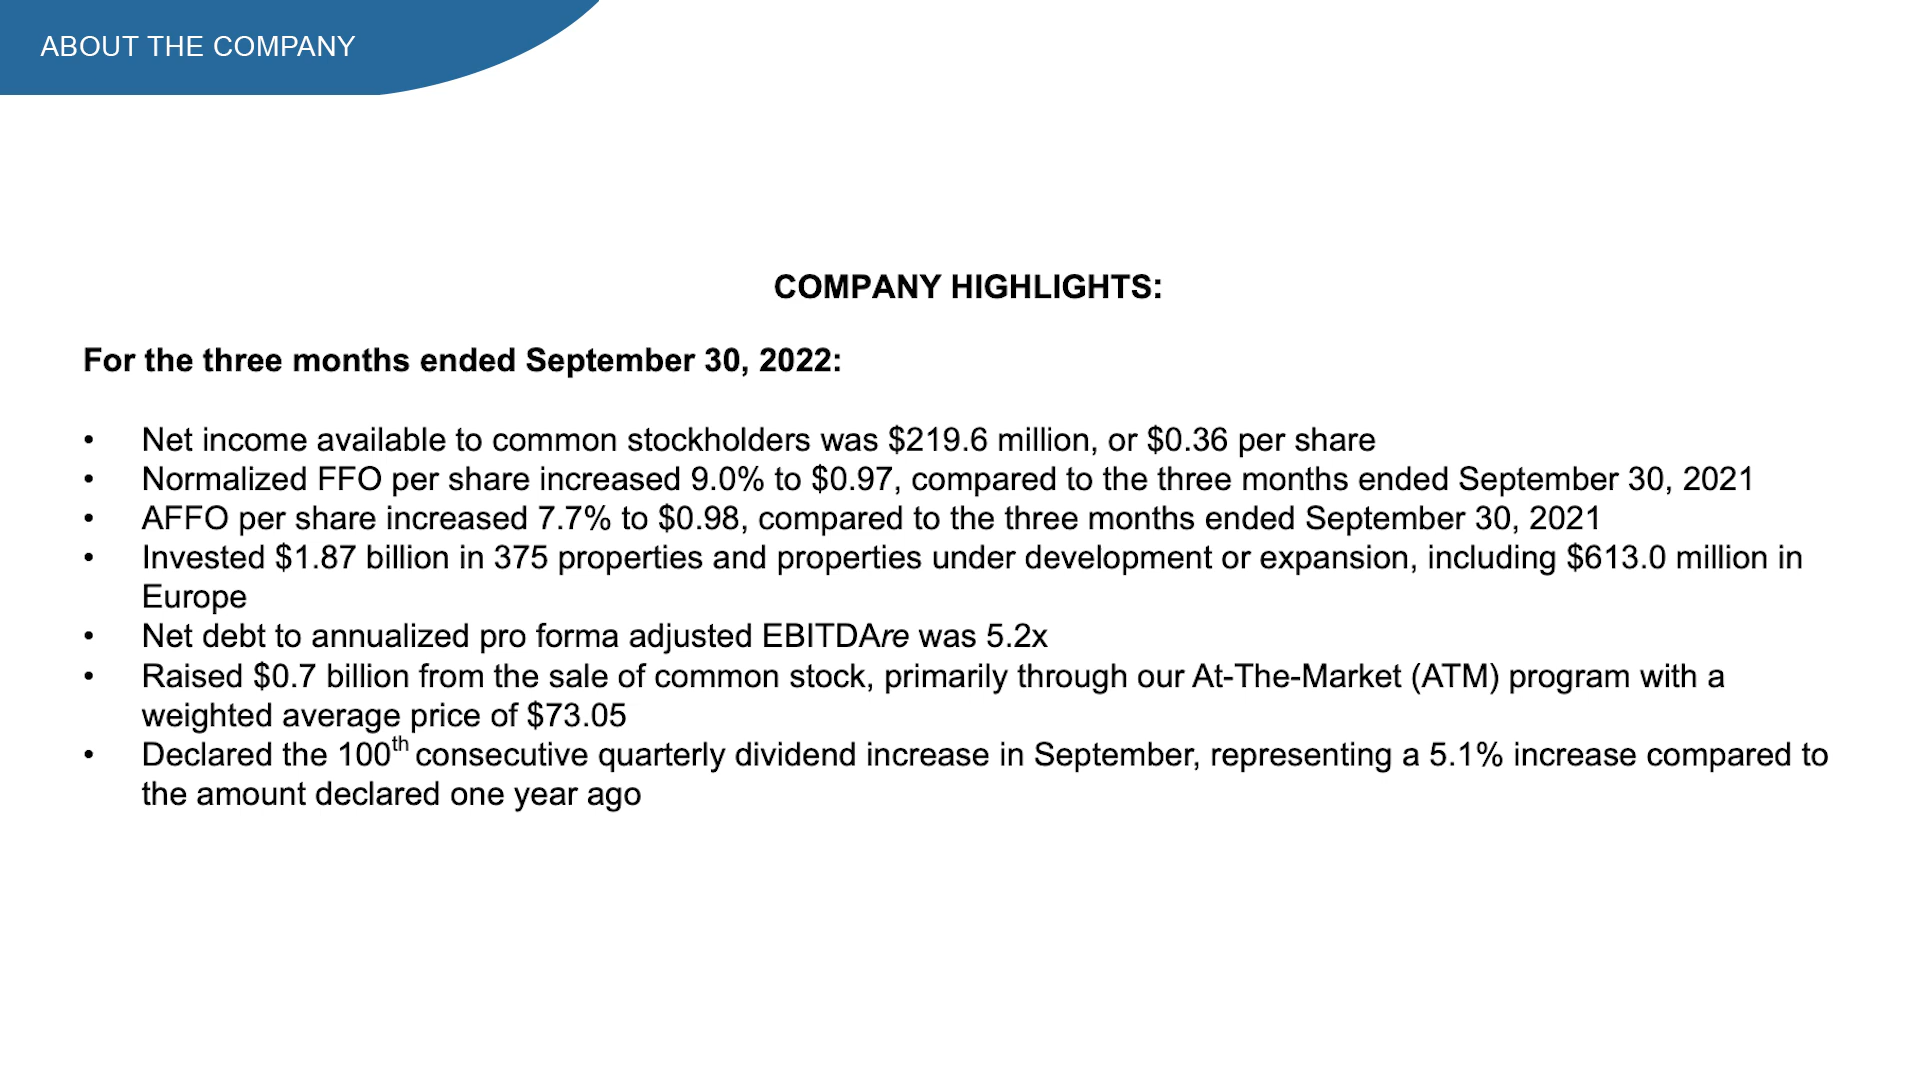 ABOUT THE COMPANY
COMPANY HIGHLIGHTS:
For the three months ended September 30, 2022:
• Net income available to common stockholders was $219.6 million, or $0.36 per share
• Normalized FFO per share increased 9.0% to $0.97, compared to the three months ended September 30, 2021
• AFFO per share increased 7.7% to $0.98, compared to the three months ended September 30, 2021
• Invested $1.87 billion in 375 properties and properties under development or expansion, including $613.0 million in
Europe
• Net debt to annualized pro forma adjusted EBITDAre was 5.2x
• Raised $0.7 billion from the sale of common stock, primarily through our At-The-Market (ATM) program with a
weighted average price of $73.05
• Declared the 100th consecutive quarterly dividend increase in September, representing a 5.1% increase compared to
the amount declared one year ago